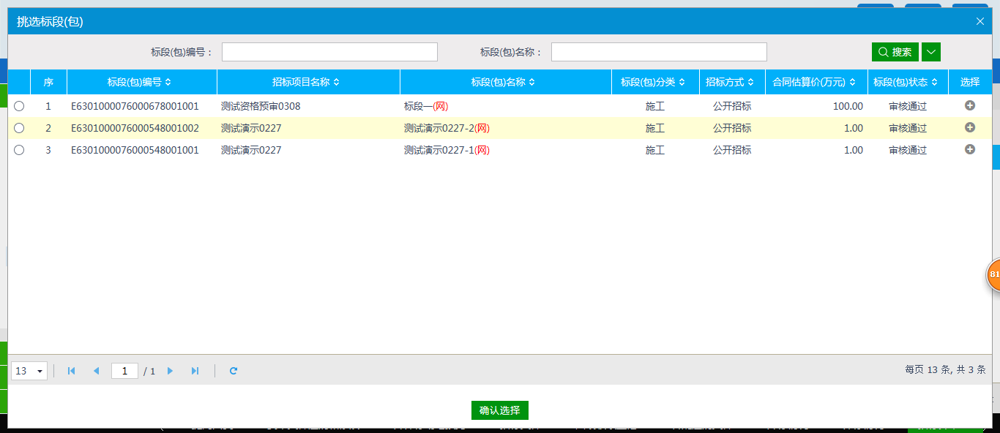 挑选标段(包)
标段(包)编号： 标段(包)名称： 搜索
序 标段(包)编号 招标项目名称 标段(包)名称 标段(包)分类 招标方式 合同估算价(万元) 标段(包)状态 选择
1 E6301000076000678001001 测试资格预审0308 标段一(网) 施工 公开招标 100.00 审核通过
2 E6301000076000548001002 测试演示0227 测试演示0227-2(网) 施工 公开招标 1.00 审核通过
3 E6301000076000548001001 测试演示0227 测试演示0227-1(网) 施工 公开招标 1.00 审核通过
81
13 1 / 1 每页 13 条, 共 3 条
确认选择